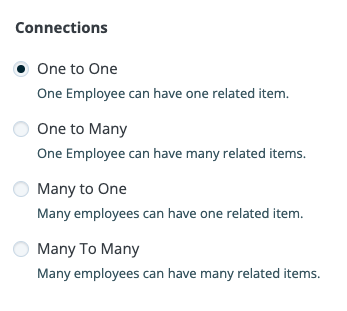 Connections
One to One
One Employee can have one related item.
One to Many
One Employee can have many related items.
Many to One
Many employees can have one related item.
Many To Many
Many employees can have many related items.